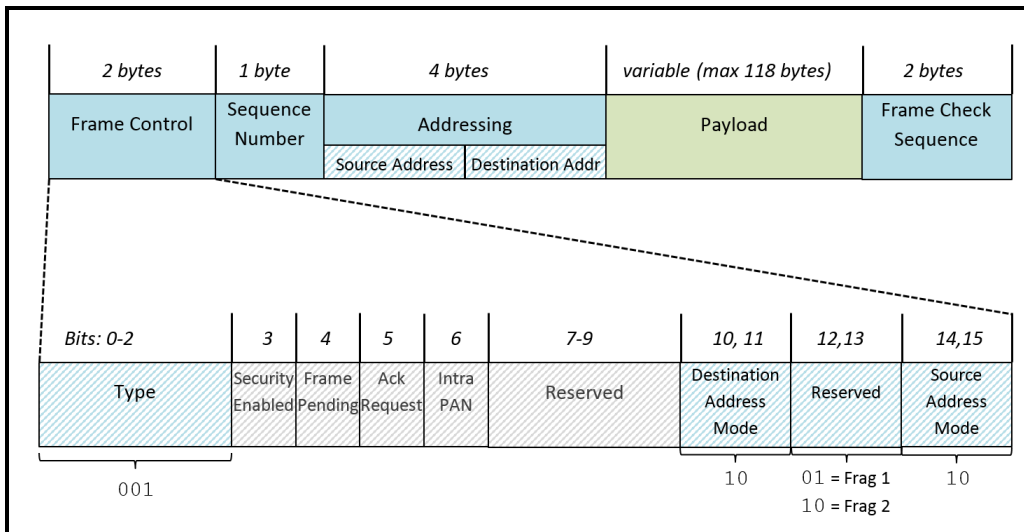 2 bytes
1 byte
4 bytes
variable (max 118 bytes)
2 bytes
Frame Control
Sequence
Number
Addressing
Source Address
Destination Addr
Payload
Frame Check
Sequence
Bits: 0-2
3
4
5
6
7-9
10, 11
12,13
14,15
Type
Security
Enabled
Frame
Pending
Ack
Request
Intra
PAN
Reserved
Destination
Address
Mode
Reserved
Source
Address
Mode
001
10
01 = Frag 1
10 = Frag 2
10